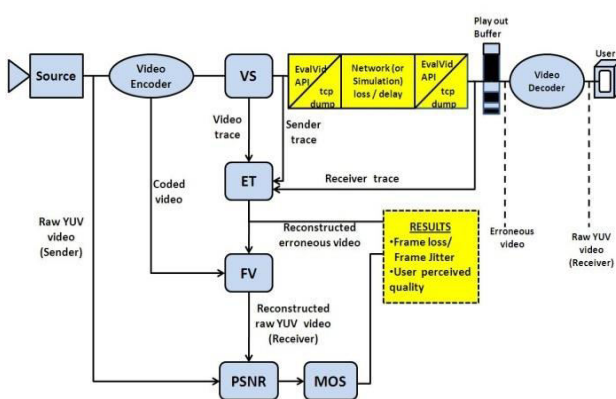 Play out
Buffer
User
Source
Video
Encoder
VS
EvalVid
API
tcp
dump
Network (or
Simulation)
loss / delay
EvalVid
API
tcp
dump
Video
Decoder
Video
trace
Sender
trace
ET
Receiver trace
Coded
video
Raw YUV
video
(Sender)
Reconstructed
erroneous video
RESULTS
•Frame loss/
Frame Jitter
•User perceived
quality
Erroneous
video
Raw YUV
video
(Receiver)
FV
Reconstructed
raw YUV video
(Receiver)
PSNR
MOS